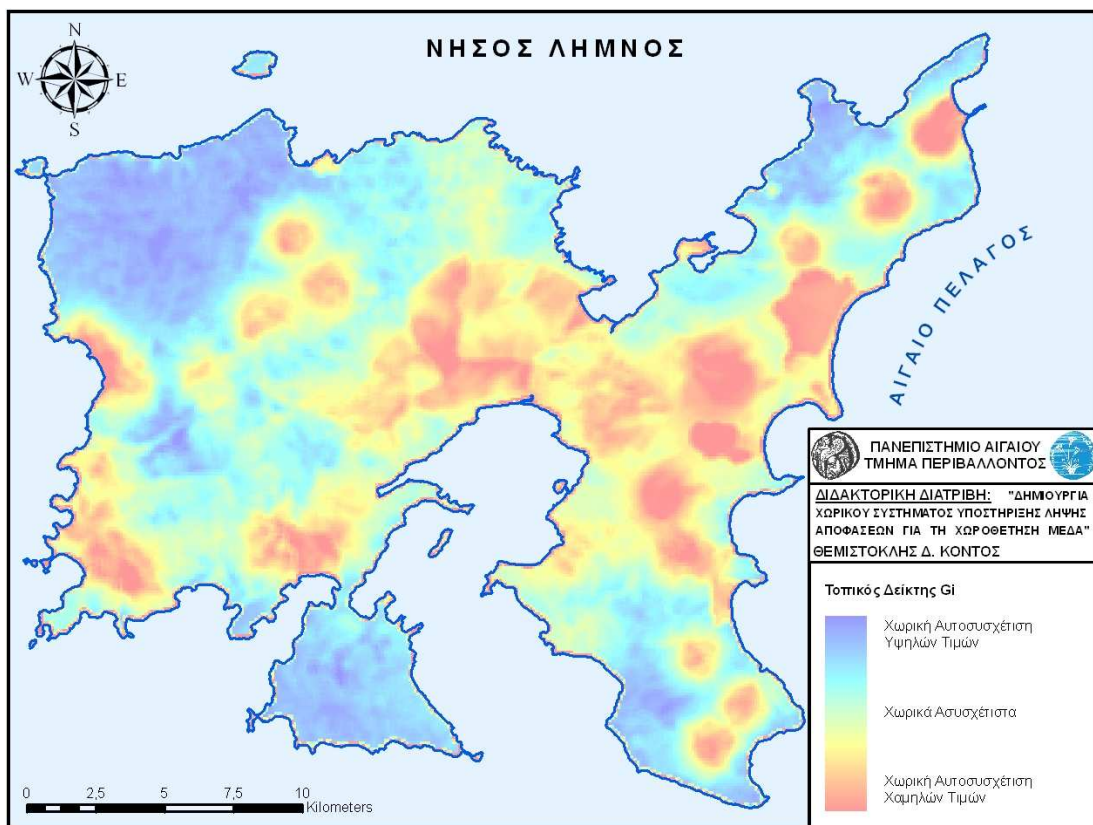 ΝΗΣΟΣ ΛΗΜΝΟΣ
N
W E
S
ΑΙΓΑΙΟ ΠΕΛΑΓΟΣ
ΠΑΝΕΠΙΣΤΗΜΙΟ ΑΙΓΑΙΟΥ
ΤΜΗΜΑ ΠΕΡΙΒΑΛΛΟΝΤΟΣ
ΔΙΔΑΚΤΟΡΙΚΗ ΔΙΑΤΡΙΒΗ: "ΔΗΜΙΟΥΡΓΙΑ
ΧΩΡΙΚΟΥ ΣΥΣΤΗΜΑΤΟΣ ΥΠΟΣΤΗΡΙΣΗΣ ΛΗΨΗΣ
ΑΠΟΦΑΣΕΩΝ ΓΙΑ ΤΗ ΧΩΡΟΘΕΤΗΣΗ ΜΕΔΑ"
ΘΕΜΙΣΤΟΚΛΗΣ Δ. ΚΟΝΤΟΣ
Τοπικός Δείκτης Gi
Χωρική Αυτοσυσχέτιση
Υψηλών Τιμών
Χωρικά Ασυσχέτιστα
Χωρική Αυτοσυσχέτιση
Χαμηλών Τιμών
0 2,5 5 7,5 10
Kilometers